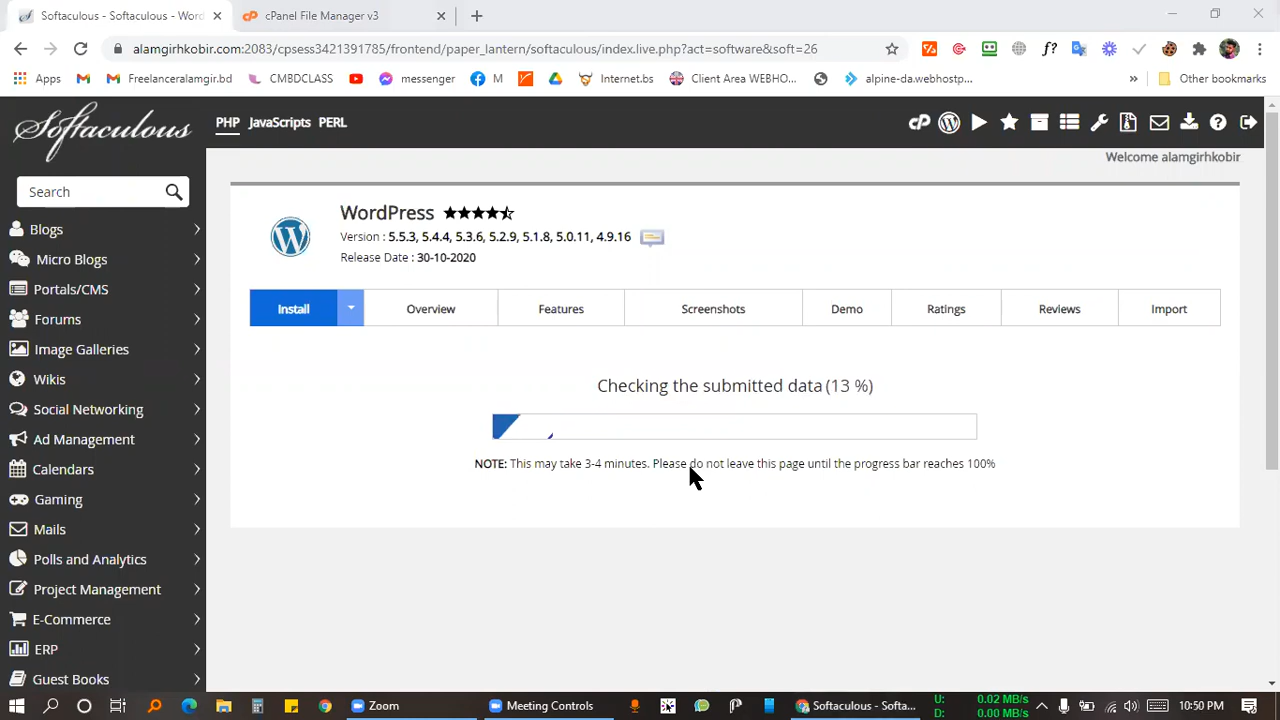 Softaculous - Softaculous - Word
cPanel File Manager v3
alamgirhkobir.com:2083/cpsess3421391785/frontend/paper_lantern/softaculous/index.live.php?act=software&soft=26
Apps
Freelanceralamgir.bd
CMBDCLASS
messenger
M
Internet.bs
Client Area WEBHO...
alpine-da.webhostp...
Other bookmarks
Softaculous
PHP
JavaScripts
PERL
Welcome alamgirhkobir
Search
Blogs
Micro Blogs
Portals/CMS
Forums
Image Galleries
Wikis
Social Networking
Ad Management
Calendars
Gaming
Mails
Polls and Analytics
Project Management
E-Commerce
ERP
Guest Books
WordPress
Version : 5.5.3, 5.4.4, 5.3.6, 5.2.9, 5.1.8, 5.0.11, 4.9.16
Release Date : 30-10-2020
Install
Overview
Features
Screenshots
Demo
Ratings
Reviews
Import
Checking the submitted data (13 %)
NOTE: This may take 3-4 minutes. Please do not leave this page until the progress bar reaches 100%
Zoom
Meeting Controls
Softaculous - Softa...
U: 0.02 MB/s
D: 0.00 MB/s
10:50 PM